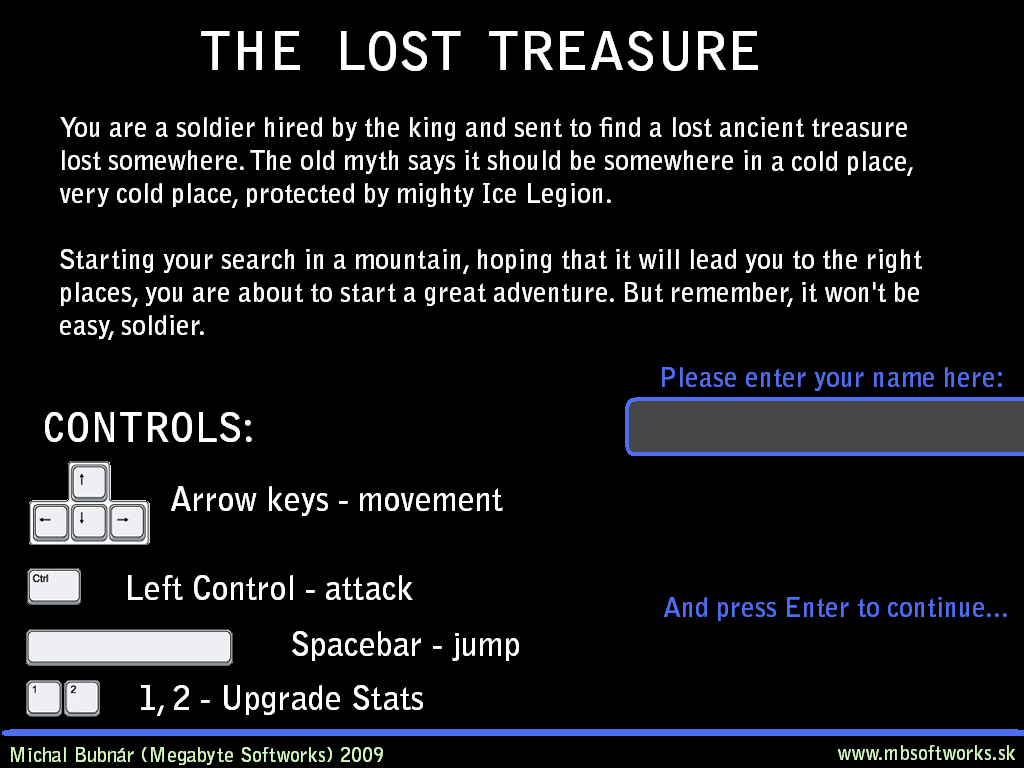 THE LOST TREASURE
You are a soldier hired by the king and sent to find a lost ancient treasure
lost somewhere. The old myth says it should be somewhere in a cold place,
very cold place, protected by mighty Ice Legion.
Starting your search in a mountain, hoping that it will lead you to the right
places, you are about to start a great adventure. But remember, it won't be
easy, soldier.
Please enter your name here:
CONTROLS:
↑
← ↓ →
Arrow keys - movement
Ctrl
Left Control - attack
Spacebar - jump
1 2
1, 2 - Upgrade Stats
And press Enter to continue...
Michal Bubnár (Megabyte Softworks) 2009
www.mbsoftworks.sk